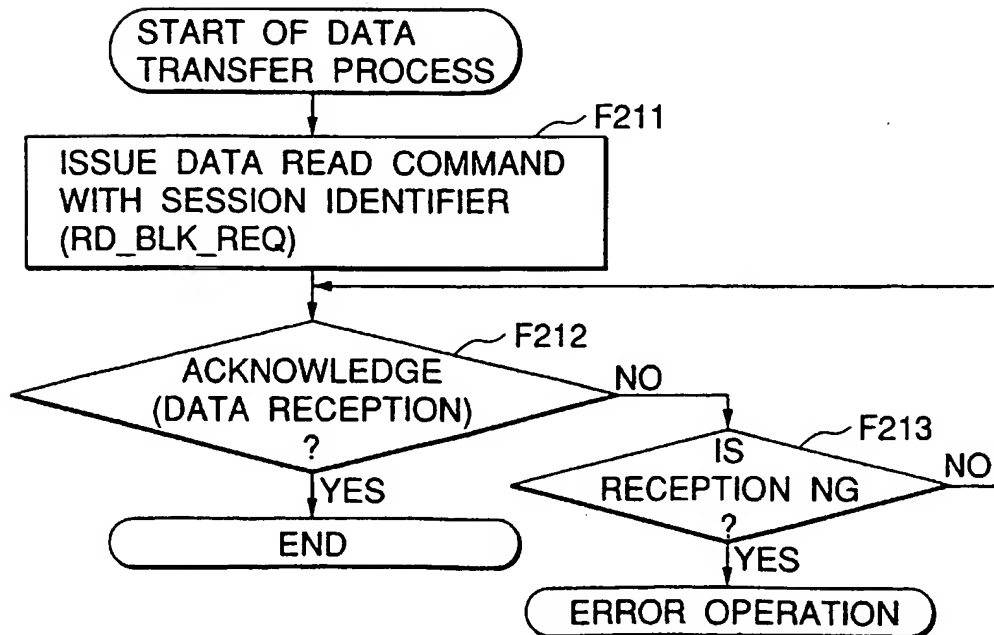 START OF DATA
TRANSFER PROCESS
F211
ISSUE DATA READ COMMAND
WITH SESSION IDENTIFIER
(RD_BLK_REQ)
F212
ACKNOWLEDGE
(DATA RECEPTION)
?
NO
YES
END
F213
IS
RECEPTION NG
?
NO
YES
ERROR OPERATION